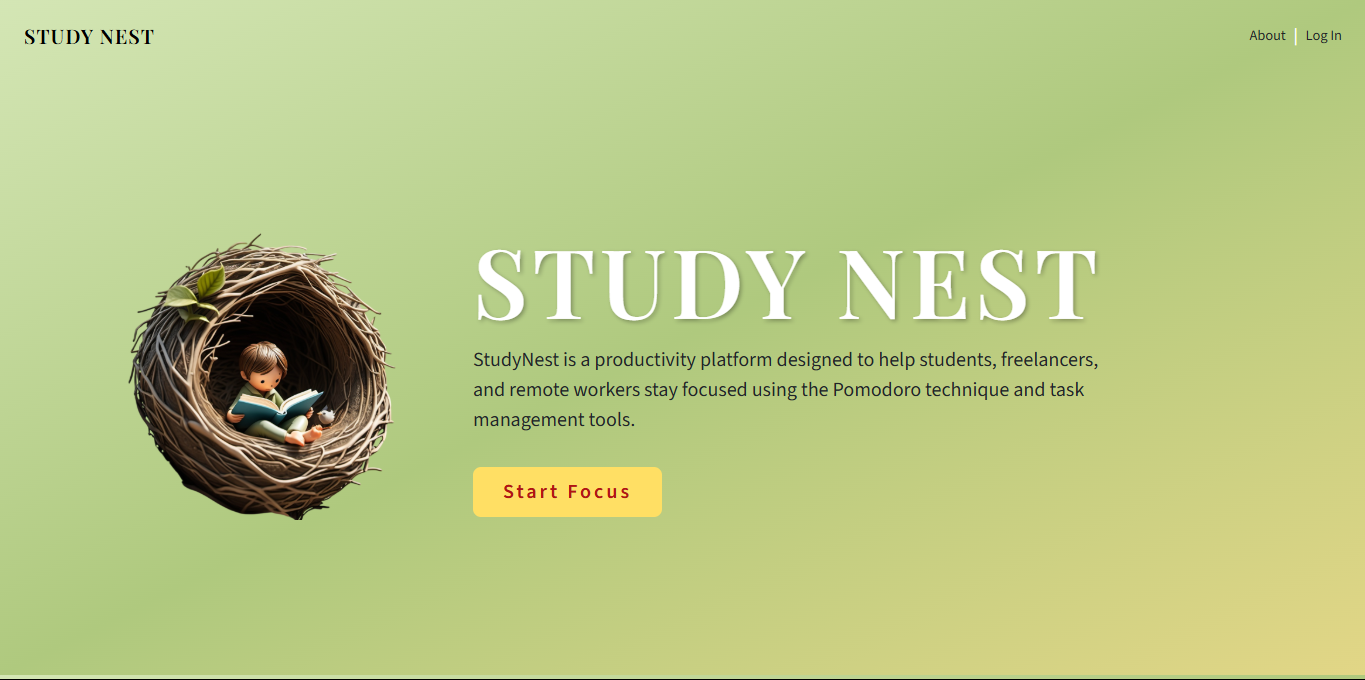 STUDY NEST
About | Log In
STUDY NEST
StudyNest is a productivity platform designed to help students, freelancers,
and remote workers stay focused using the Pomodoro technique and task
management tools.
Start Focus